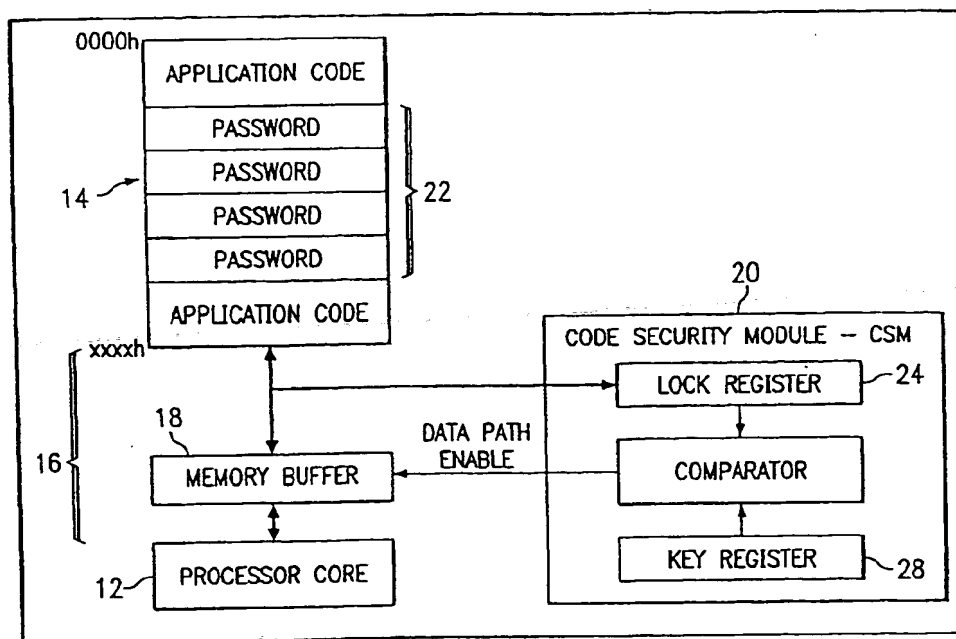 0000h
APPLICATION CODE
PASSWORD
PASSWORD
14
22
PASSWORD
PASSWORD
APPLICATION CODE
xxxxh
20
CODE SECURITY MODULE – CSM
LOCK REGISTER
24
18
DATA PATH
ENABLE
16
MEMORY BUFFER
COMPARATOR
12
PROCESSOR CORE
KEY REGISTER
28